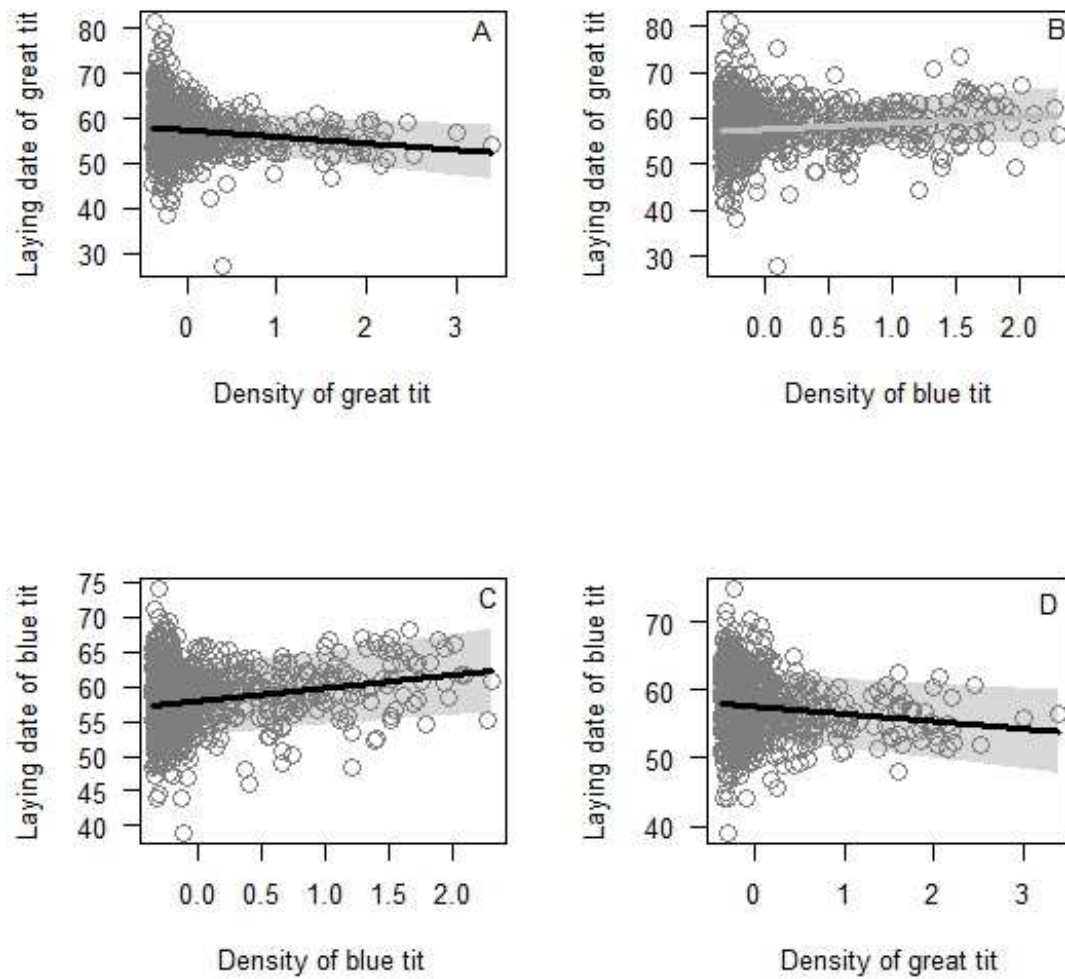 A
Laying date of great tit
80
70
60
50
40
30
0 1 2 3
Density of great tit
B
Laying date of great tit
80
70
60
50
40
30
0.0 0.5 1.0 1.5 2.0
Density of blue tit
C
Laying date of blue tit
75
70
65
60
55
50
45
40
0.0 0.5 1.0 1.5 2.0
Density of blue tit
D
Laying date of blue tit
70
60
50
40
0 1 2 3
Density of great tit